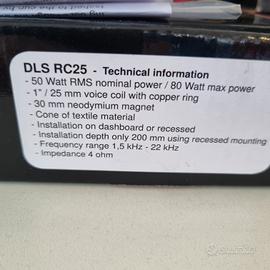 DLS RC25 - Technical information
- 50 Watt RMS nominal power / 80 Watt max power
- 1" / 25 mm voice coil with copper ring
- 30 mm neodymium magnet
- Cone of textile material
- Installation on dashboard or recessed
- Installation depth only 200 mm using recessed mounting
- Frequency range 1,5 kHz - 22 kHz
- Impedance 4 ohm